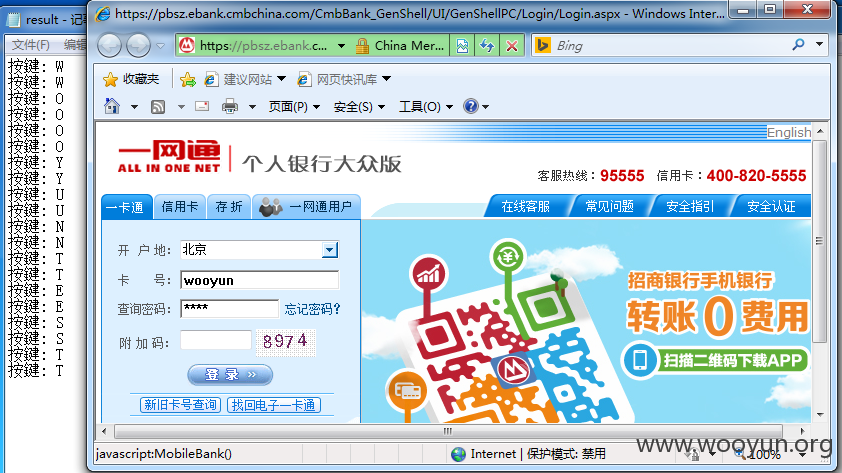 result - 记
文件(F) 编辑
按键: W
按键: W
按键: O
按键: O
按键: O
按键: O
按键: Y
按键: Y
按键: U
按键: U
按键: N
按键: N
按键: T
按键: T
按键: E
按键: E
按键: S
按键: S
按键: T
按键: T
https://pbsz.ebank.cmbchina.com/CmbBank_GenShell/UI/GenShellPC/Login/Login.aspx - Windows Inter...
https://pbsz.ebank.c... China Mer... Bing
收藏夹 建议网站 网页快讯库
页面(P) 安全(S) 工具(O)
English
一网通 ALL IN ONE NET 个人银行大众版
客服热线：95555 信用卡：400-820-5555
一卡通 信用卡 存 折 一网通用户 在线客服 常见问题 安全指引 安全认证
开 户 地: 北京
卡 号: wooyun
查询密码: **** 忘记密码?
附 加 码: 8974
登 录 >>
新旧卡号查询 找回电子一卡通
招商银行手机银行
转账0费用
扫描二维码下载APP
javascript:MobileBank() Internet | 保护模式: 禁用 100%
www.wooyun.org